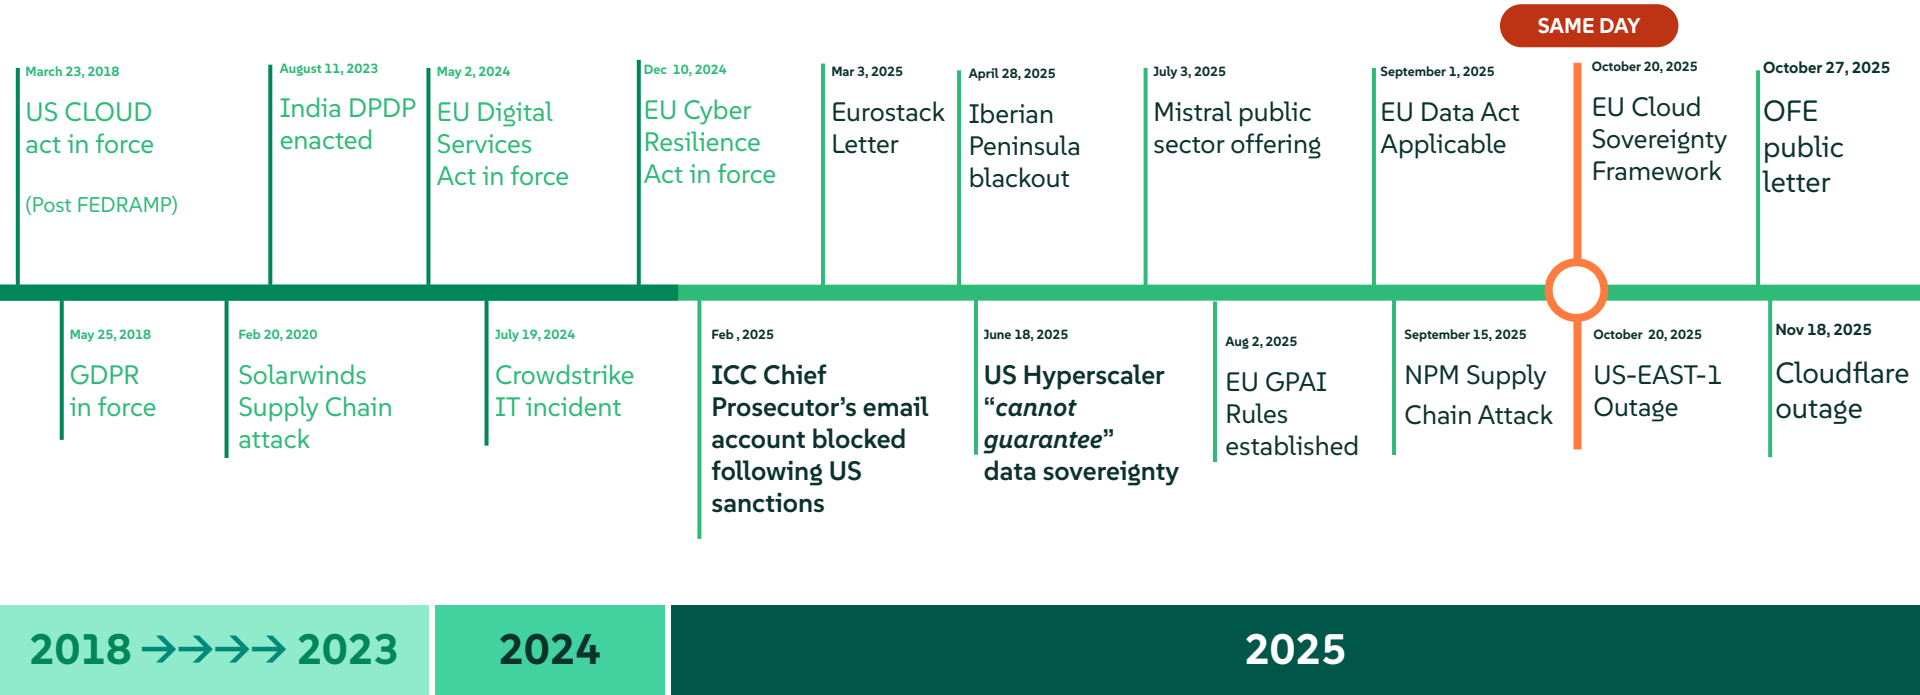 SAME DAY
March 23, 2018
US CLOUD
act in force
(Post FEDRAMP)
August 11, 2023
India DPDP
enacted
May 2, 2024
EU Digital
Services
Act in force
Dec 10, 2024
EU Cyber
Resilience
Act in force
Mar 3, 2025
Eurostack
Letter
April 28, 2025
Iberian
Peninsula
blackout
July 3, 2025
Mistral public
sector offering
September 1, 2025
EU Data Act
Applicable
October 20, 2025
EU Cloud
Sovereignty
Framework
October 27, 2025
OFE
public
letter
May 25, 2018
GDPR
in force
Feb 20, 2020
Solarwinds
Supply Chain
attack
July 19, 2024
Crowdstrike
IT incident
Feb , 2025
ICC Chief
Prosecutor’s email
account blocked
following US
sanctions
June 18, 2025
US Hyperscaler
“cannot
guarantee”
data sovereignty
Aug 2, 2025
EU GPAI
Rules
established
September 15, 2025
NPM Supply
Chain Attack
October 20, 2025
US-EAST-1
Outage
Nov 18, 2025
Cloudflare
outage
2018 →→→→ 2023
2024
2025